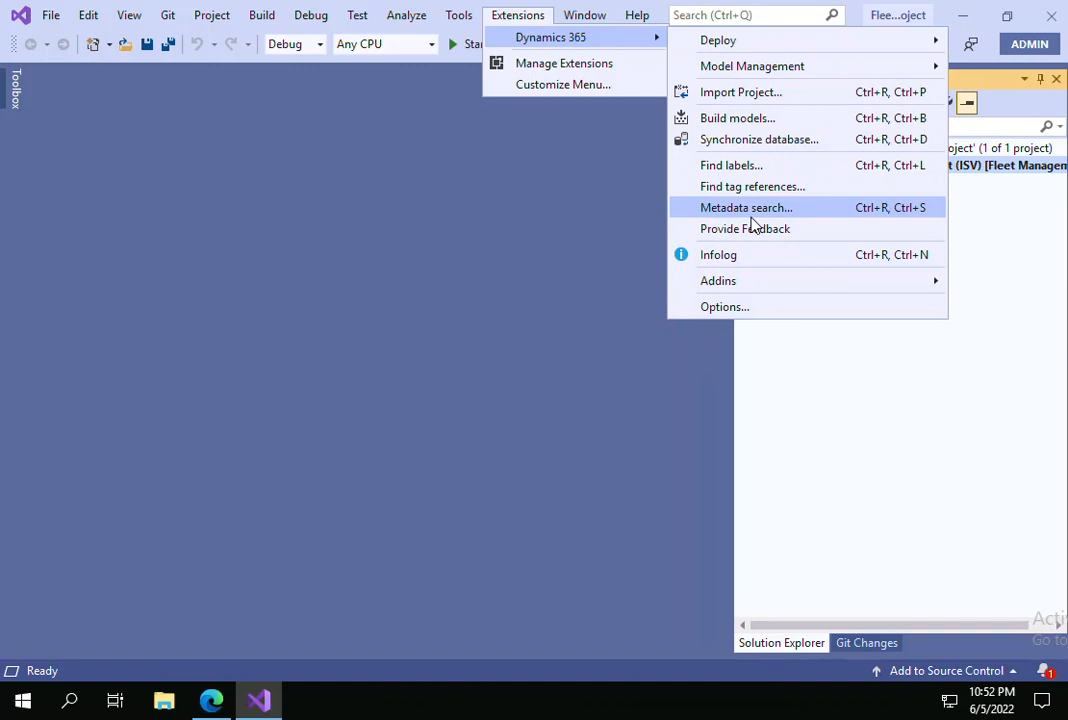 File Edit View Git Project Build Debug Test Analyze Tools Extensions Window Help Search (Ctrl+Q) Flee...oject
Debug Any CPU ADMIN
Dynamics 365
Manage Extensions
Customize Menu...
Deploy
Model Management
Import Project... Ctrl+R, Ctrl+P
Build models... Ctrl+R, Ctrl+B
Synchronize database... Ctrl+R, Ctrl+D
Find labels... Ctrl+R, Ctrl+L
Find tag references...
Metadata search... Ctrl+R, Ctrl+S
Provide Feedback
Infolog Ctrl+R, Ctrl+N
Addins
Options...
Toolbox
oject' (1 of 1 project)
(ISV) [Fleet Managem
Solution Explorer Git Changes
Ready Add to Source Control 1
10:52 PM
6/5/2022